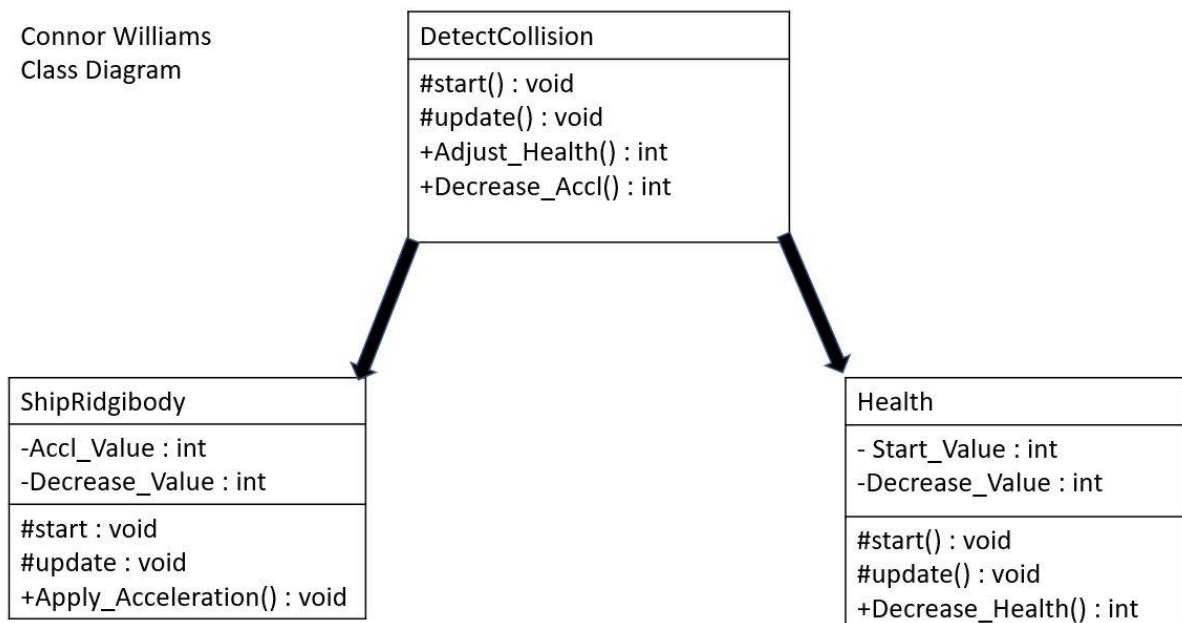 Connor Williams
Class Diagram
DetectCollision
#start() : void
#update() : void
+Adjust_Health() : int
+Decrease_Accl() : int
ShipRidgibody
-Accl_Value : int
-Decrease_Value : int
#start : void
#update : void
+Apply_Acceleration() : void
Health
- Start_Value : int
-Decrease_Value : int
#start() : void
#update() : void
+Decrease_Health() : int